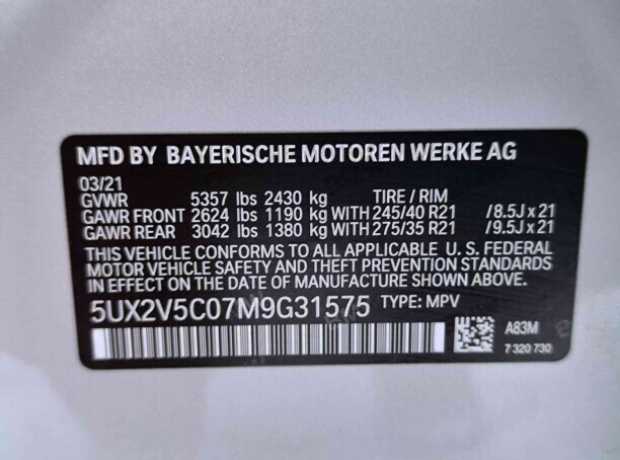 MFD BY BAYERISCHE MOTOREN WERKE AG
03/21
GVWR 5357 lbs 2430 kg TIRE / RIM
GAWR FRONT 2624 lbs 1190 kg WITH 245/40 R21 /8.5J x 21
GAWR REAR 3042 lbs 1380 kg WITH 275/35 R21 /9.5J x 21
THIS VEHICLE CONFORMS TO ALL APPLICABLE U. S. FEDERAL
MOTOR VEHICLE SAFETY AND THEFT PREVENTION STANDARDS
IN EFFECT ON THE DATE OF MANUFACTURE SHOWN ABOVE.
5UX2V5C07M9G31575 TYPE: MPV
A83M
7 320 730